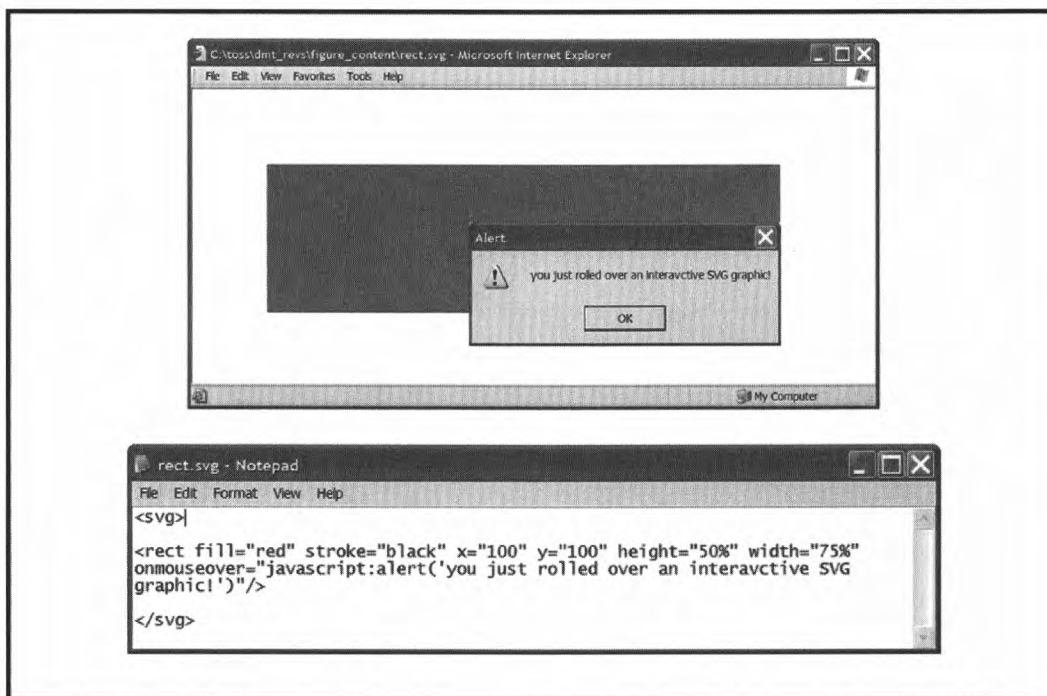 C:\toss\dmt_revs\figure_content\rect.svg - Microsoft Internet Explorer
File Edit View Favorites Tools Help
Alert
you just rolled over an interavctive SVG graphic!
OK
My Computer
rect.svg - Notepad
File Edit Format View Help
<svg>
<rect fill="red" stroke="black" x="100" y="100" height="50%" width="75%"
onmouseover="javascript:alert('you just rolled over an interavctive SVG
graphic!')"/>
</svg>